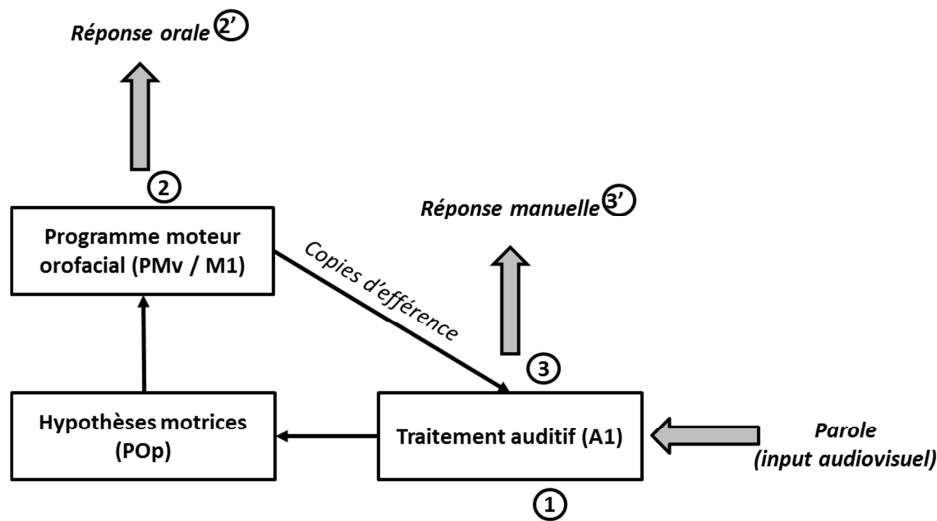 Réponse orale 2'
2
Réponse manuelle 3'
Programme moteur
orofacial (PMv / M1)
Copies d'efférence
3
Hypothèses motrices
(POp)
Traitement auditif (A1)
Parole
(input audiovisuel)
1